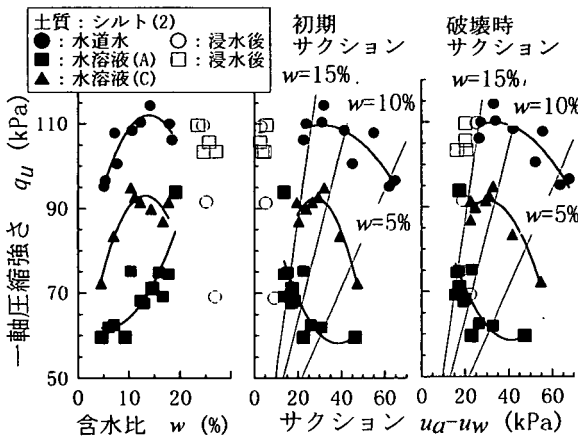 土質：シルト(2)
●：水道水 ○：浸水後
■：水溶液(A) □：浸水後
▲：水溶液(C)
初期
サクション
破壊時
サクション
w=15%
w=10%
w=5%
w=15%
w=10%
w=5%
一軸圧縮強さ qu (kPa)
110
90
70
50
0 10 20
含水比 w (%)
0 20 40 60
0 20 40 60
サクション ua-uw (kPa)